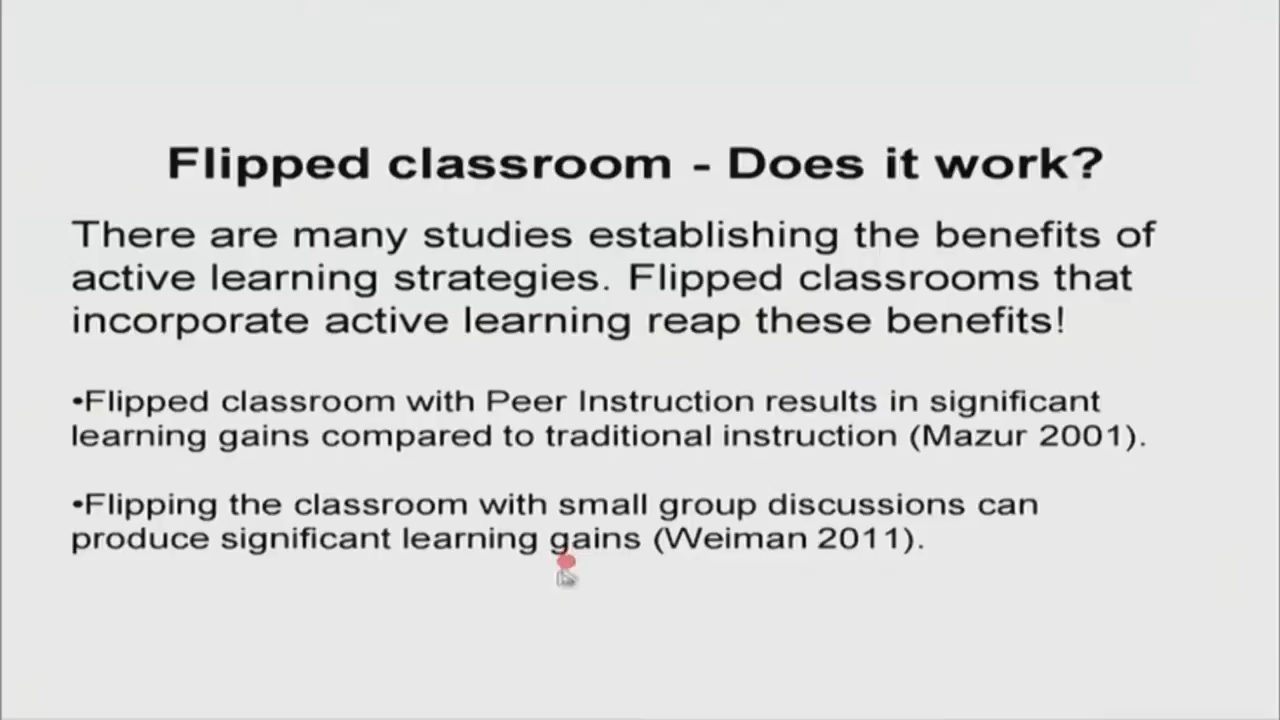 Flipped classroom - Does it work?
There are many studies establishing the benefits of
active learning strategies. Flipped classrooms that
incorporate active learning reap these benefits!
•Flipped classroom with Peer Instruction results in significant
learning gains compared to traditional instruction (Mazur 2001).
•Flipping the classroom with small group discussions can
produce significant learning gains (Weiman 2011).